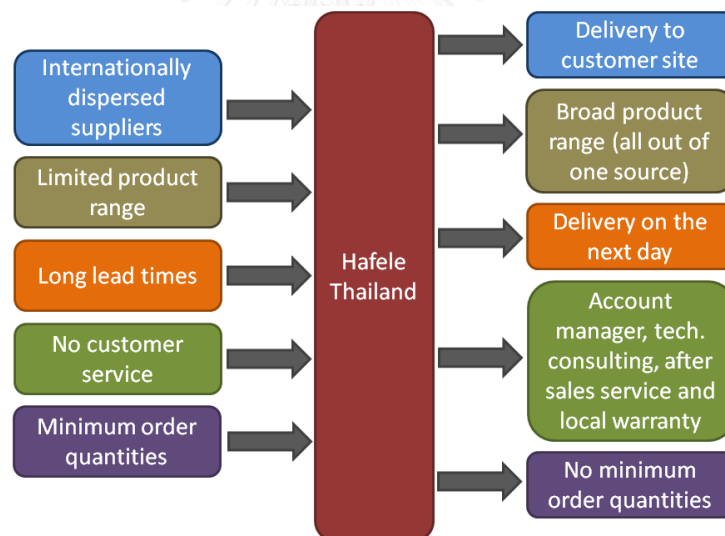 Internationally
dispersed
suppliers
Limited product
range
Long lead times
No customer
service
Minimum order
quantities
Hafele
Thailand
Delivery to
customer site
Broad product
range (all out of
one source)
Delivery on the
next day
Account
manager, tech.
consulting, after
sales service and
local warranty
No minimum
order quantities